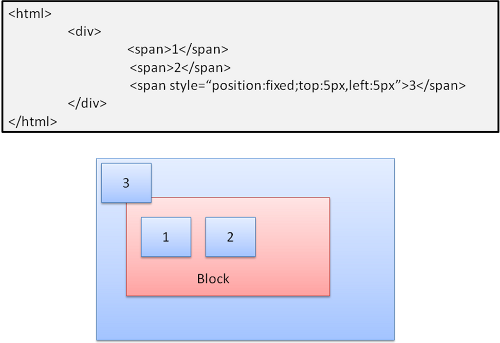 <html>
<div>
<span>1</span>
<span>2</span>
<span style=“position:fixed;top:5px,left:5px”>3</span>
</div>
</html>
3
1 2
Block